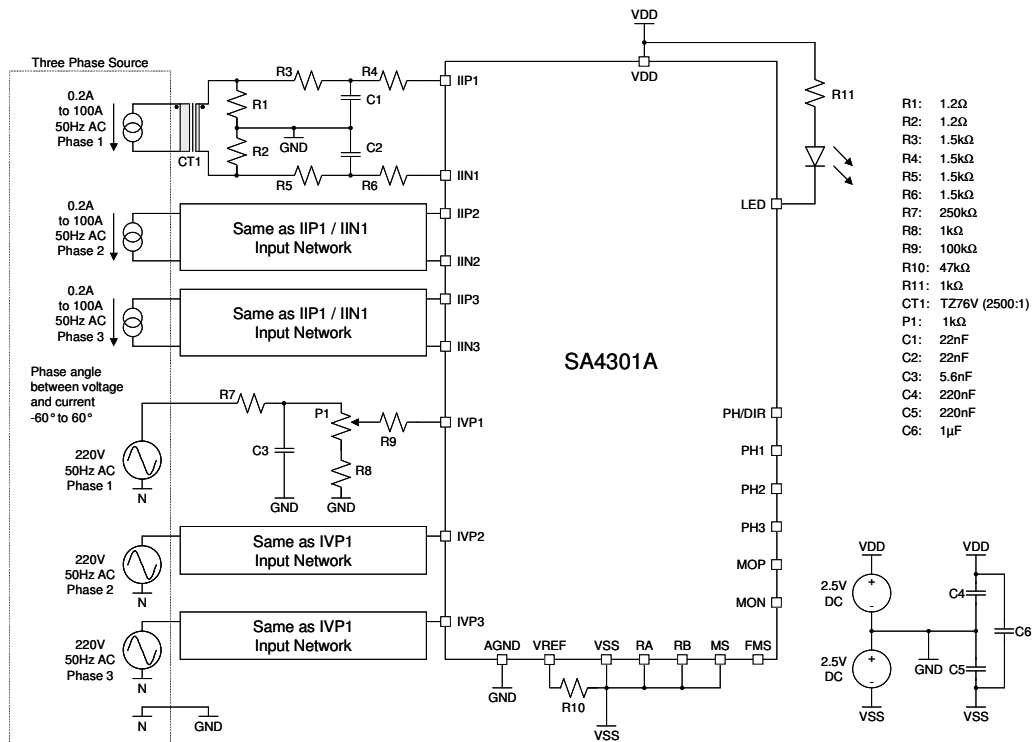 Three Phase Source
0.2A
to 100A
50Hz AC
Phase 1
CT1
R1
R2
R3
R4
C1
GND
C2
R5
R6
IIP1
IIN1
0.2A
to 100A
50Hz AC
Phase 2
Same as IIP1 / IIN1
Input Network
IIP2
IIN2
0.2A
to 100A
50Hz AC
Phase 3
Same as IIP1 / IIN1
Input Network
IIP3
IIN3
Phase angle
between voltage
and current
-60° to 60°
220V
50Hz AC
Phase 1
N
R7
C3
GND
P1
R8
GND
R9
IVP1
220V
50Hz AC
Phase 2
N
Same as IVP1
Input Network
IVP2
220V
50Hz AC
Phase 3
N
Same as IVP1
Input Network
IVP3
N
GND
VDD
VDD
R11
LED
SA4301A
PH/DIR
PH1
PH2
PH3
MOP
MON
AGND
VREF
VSS
RA
RB
MS
FMS
GND
R10
VSS
R1: 1.2Ω
R2: 1.2Ω
R3: 1.5kΩ
R4: 1.5kΩ
R5: 1.5kΩ
R6: 1.5kΩ
R7: 250kΩ
R8: 1kΩ
R9: 100kΩ
R10: 47kΩ
R11: 1kΩ
CT1: TZ76V (2500:1)
P1: 1kΩ
C1: 22nF
C2: 22nF
C3: 5.6nF
C4: 220nF
C5: 220nF
C6: 1µF
VDD
VDD
2.5V
DC
+
-
C4
C6
2.5V
DC
+
-
GND
C5
VSS
VSS